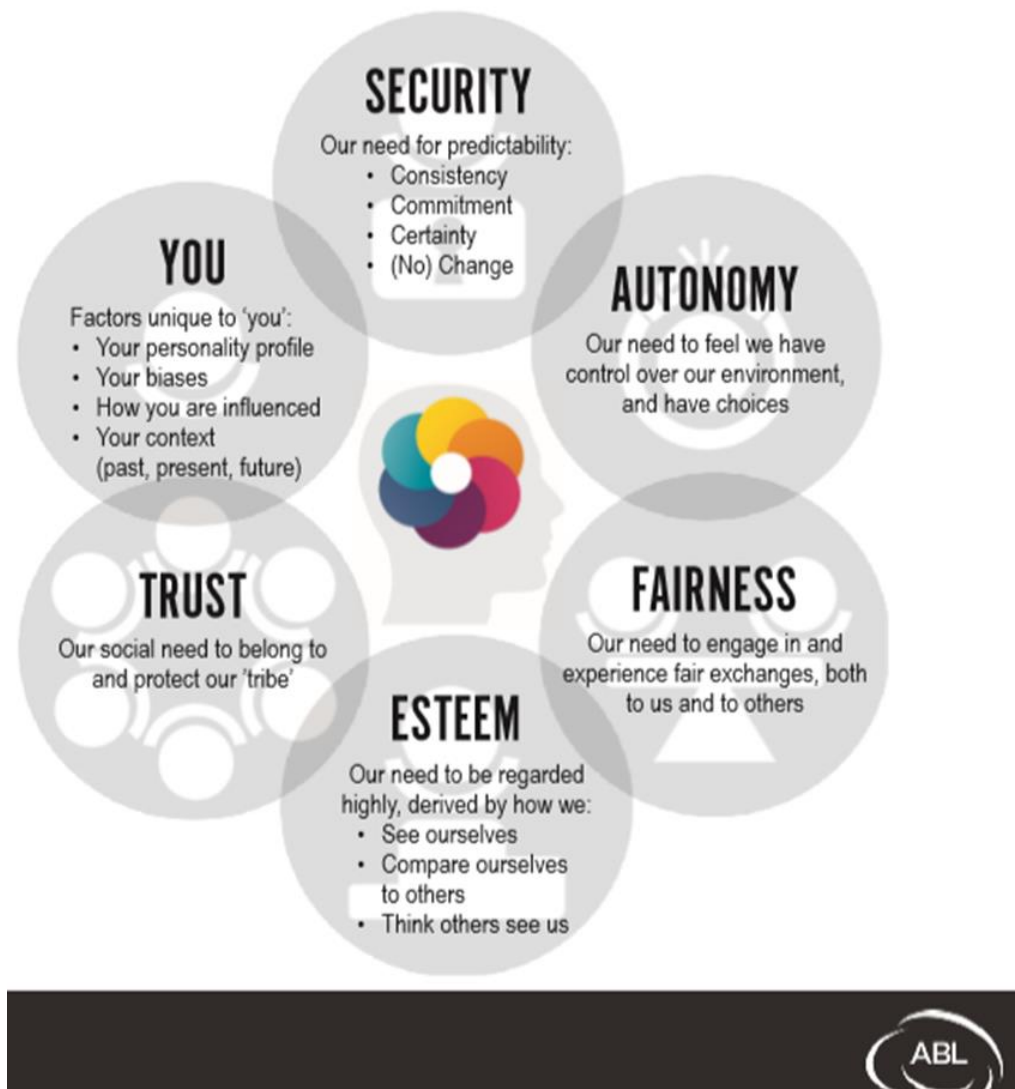 SECURITY
Our need for predictability:
• Consistency
• Commitment
• Certainty
• (No) Change
AUTONOMY
Our need to feel we have
control over our environment,
and have choices
FAIRNESS
Our need to engage in and
experience fair exchanges, both
to us and to others
ESTEEM
Our need to be regarded
highly, derived by how we:
• See ourselves
• Compare ourselves
to others
• Think others see us
TRUST
Our social need to belong to
and protect our 'tribe'
YOU
Factors unique to 'you':
• Your personality profile
• Your biases
• How you are influenced
• Your context
(past, present, future)
ABL